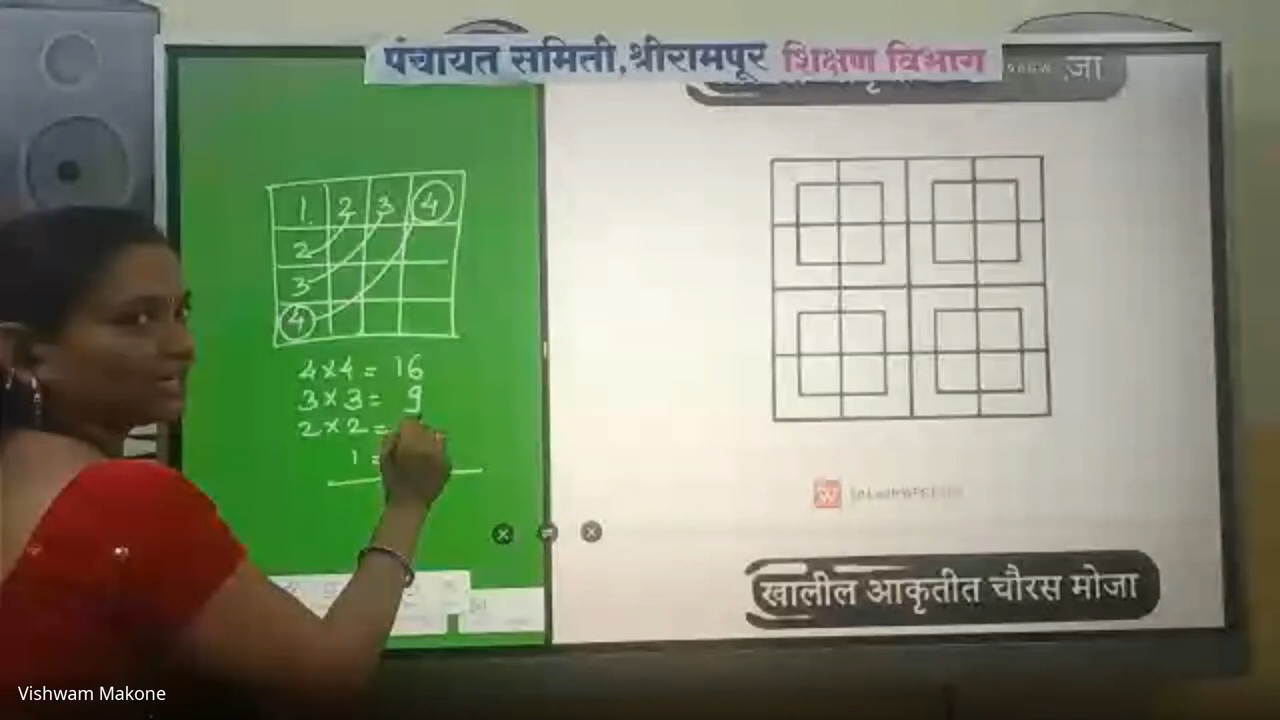 पंचायत समिती,श्रीरामपूर शिक्षण विभाग
जा
1 2 3 4
2
3
4
4×4 = 16
3×3 = 9
2×2 =
1 =
खालील आकृतीत चौरस मोजा
Vishwam Makone